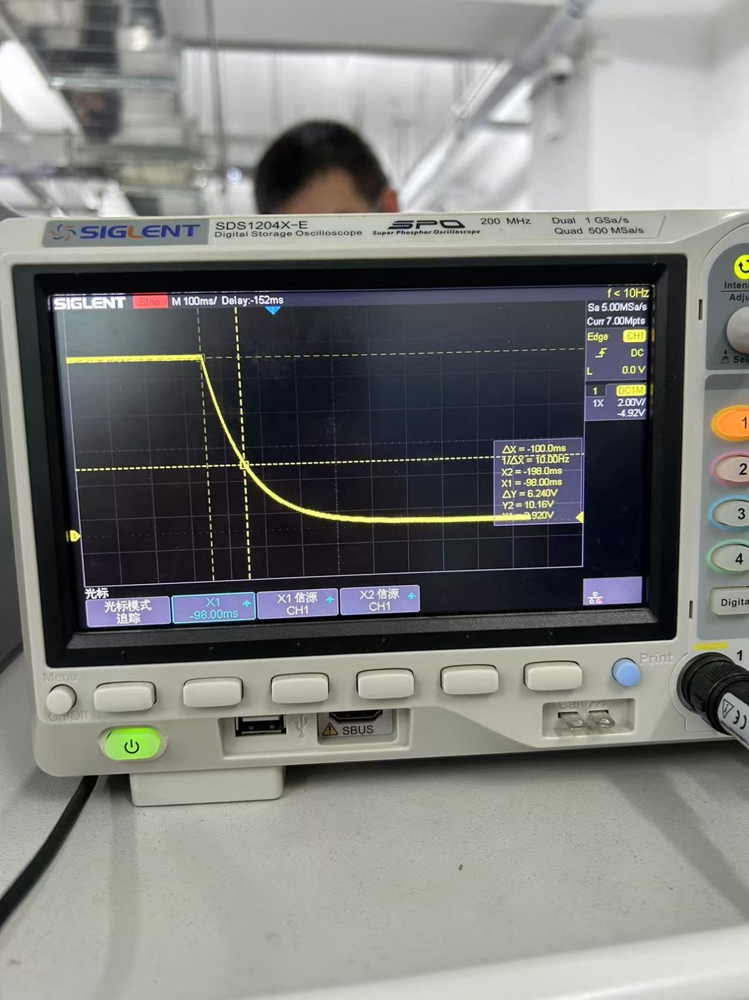 SIGLENT SDS1204X-E SPO 200 MHz Dual 1 GSa/s
Digital Storage Oscilloscope Super Phosphor Oscilloscope Quad 500 MSa/s
SIGLENT Stop M 100ms/ Delay:-152ms f < 10Hz
Sa 5.00MSa/s
Curr 7.00Mpts
Edge CH1
DC
L 0.0 V
1 DC1M
1X 2.00V/
-4.92V
ΔX = -100.0ms
1/ΔX = 10.00Hz
X2 = -198.0ms
X1 = -98.00ms
ΔY = 6.240V
Y2 = 10.16V
920V
光标
光标模式
追踪
X1
-98.00ms
X1 信源
CH1
X2 信源
CH1
Intens
Adju
Sel
1
2
3
4
Digita
1
Menu
On/Off
Print
SBUS
Cal
CE